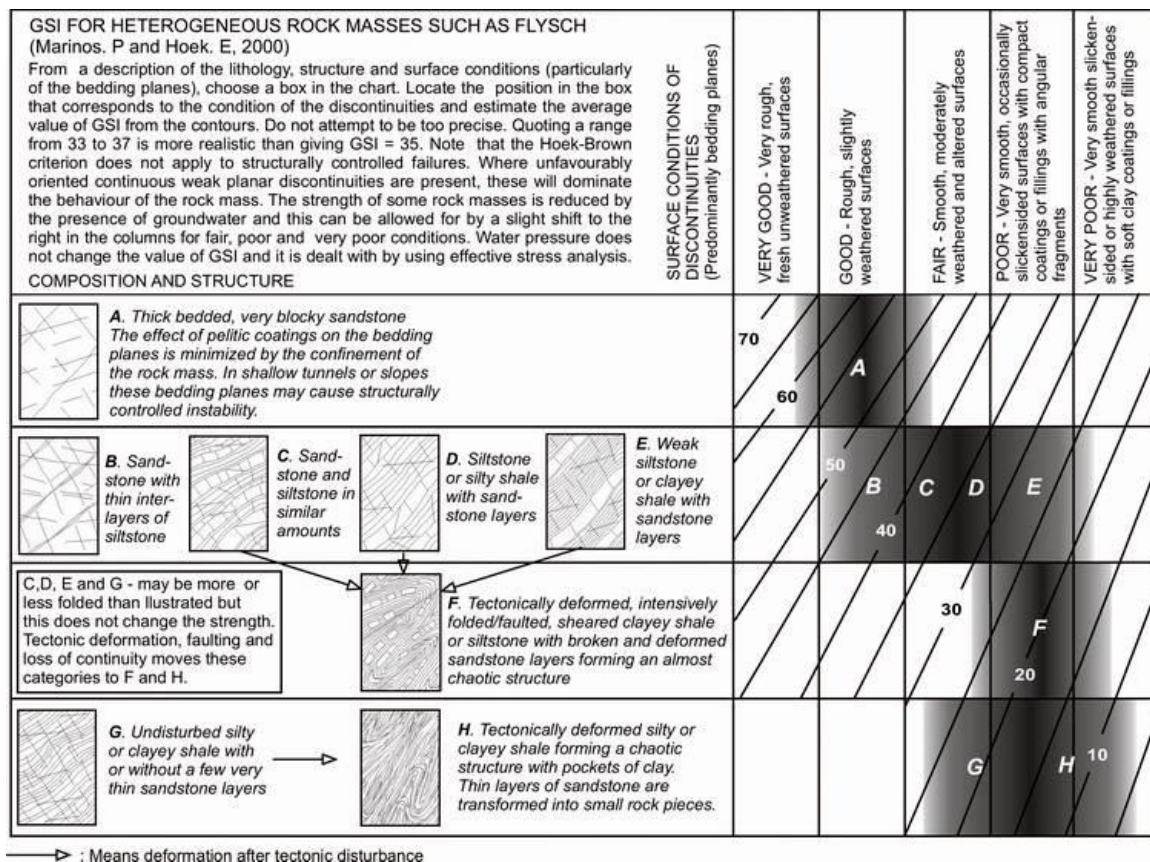 GSI FOR HETEROGENEOUS ROCK MASSES SUCH AS FLYSCH
(Marinos. P and Hoek. E, 2000)
From a description of the lithology, structure and surface conditions (particularly
of the bedding planes), choose a box in the chart. Locate the position in the box
that corresponds to the condition of the discontinuities and estimate the average
value of GSI from the contours. Do not attempt to be too precise. Quoting a range
from 33 to 37 is more realistic than giving GSI = 35. Note that the Hoek-Brown
criterion does not apply to structurally controlled failures. Where unfavourably
oriented continuous weak planar discontinuities are present, these will dominate
the behaviour of the rock mass. The strength of some rock masses is reduced by
the presence of groundwater and this can be allowed for by a slight shift to the
right in the columns for fair, poor and very poor conditions. Water pressure does
not change the value of GSI and it is dealt with by using effective stress analysis.
COMPOSITION AND STRUCTURE
SURFACE CONDITIONS OF
DISCONTINUITIES
(Predominantly bedding planes)
VERY GOOD - Very rough,
fresh unweathered surfaces
GOOD - Rough, slightly
weathered surfaces
FAIR - Smooth, moderately
weathered and altered surfaces
POOR - Very smooth, occasionally
slickensided surfaces with compact
coatings or fillings with angular
fragments
VERY POOR - Very smooth slicken-
sided or highly weathered surfaces
with soft clay coatings or fillings
A. Thick bedded, very blocky sandstone
The effect of pelitic coatings on the bedding
planes is minimized by the confinement of
the rock mass. In shallow tunnels or slopes
these bedding planes may cause structurally
controlled instability.
70
60
A
B. Sand-
stone with
thin inter-
layers of
siltstone
C. Sand-
stone and
siltstone in
similar
amounts
D. Siltstone
or silty shale
with sand-
stone layers
E. Weak
siltstone
or clayey
shale with
sandstone
layers
50
B
C
D
E
40
C,D, E and G - may be more or
less folded than llustrated but
this does not change the strength.
Tectonic deformation, faulting and
loss of continuity moves these
categories to F and H.
F. Tectonically deformed, intensively
folded/faulted, sheared clayey shale
or siltstone with broken and deformed
sandstone layers forming an almost
chaotic structure
30
F
20
G. Undisturbed silty
or clayey shale with
or without a few very
thin sandstone layers
H. Tectonically deformed silty or
clayey shale forming a chaotic
structure with pockets of clay.
Thin layers of sandstone are
transformed into small rock pieces.
G
H
10
: Means deformation after tectonic disturbance